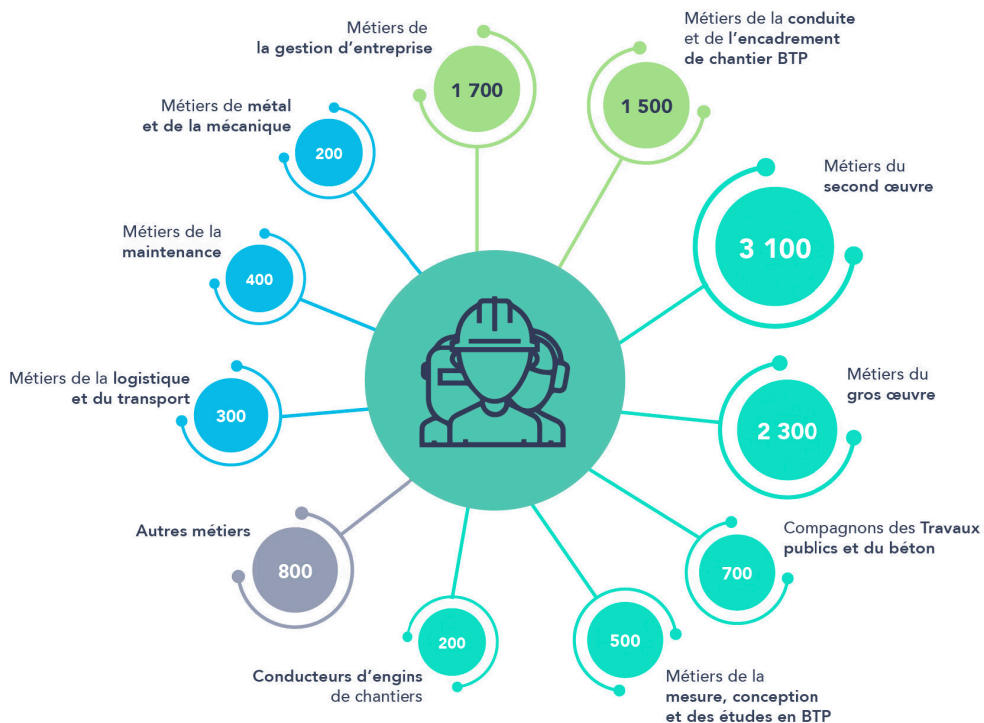 Métiers de
la gestion d’entreprise
1 700
Métiers de la conduite
et de l’encadrement
de chantier BTP
1 500
Métiers du
second œuvre
3 100
Métiers du
gros œuvre
2 300
Compagnons des Travaux
publics et du béton
700
Métiers de la
mesure, conception
et des études en BTP
500
Conducteurs d’engins
de chantiers
200
Autres métiers
800
Métiers de la logistique
et du transport
300
Métiers de la
maintenance
400
Métiers de métal
et de la mécanique
200